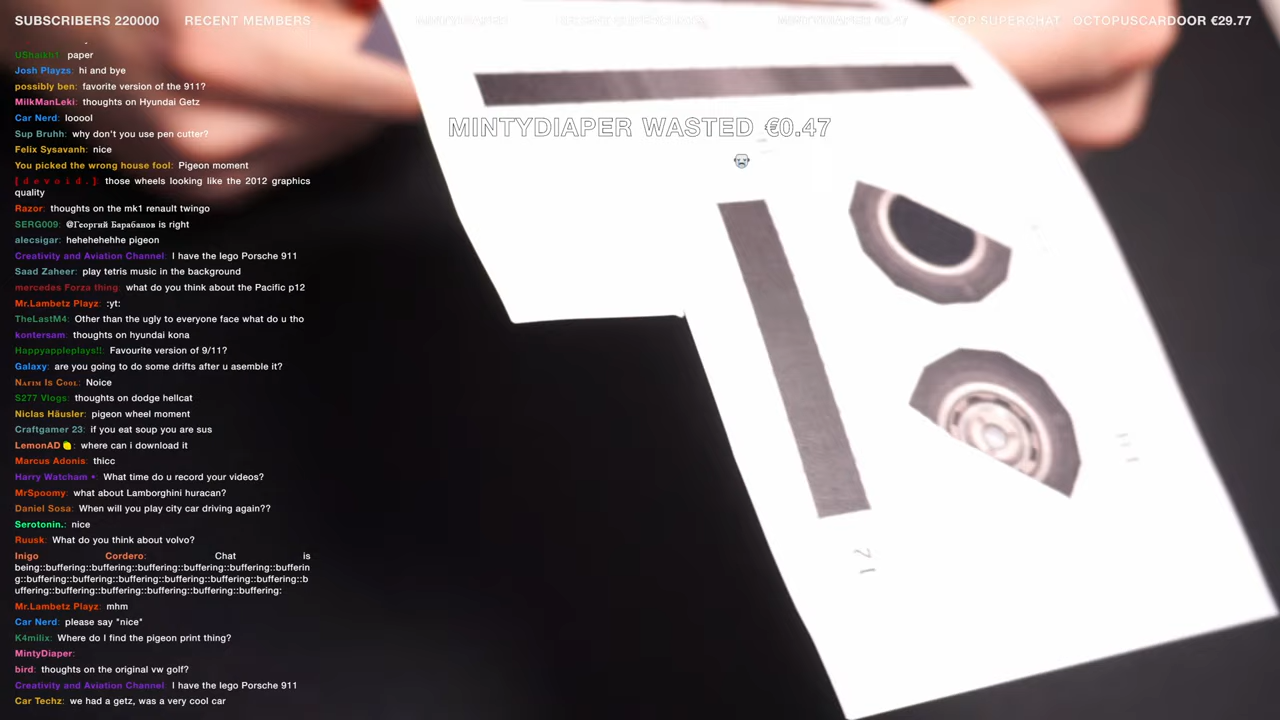 SUBSCRIBERS 220000 RECENT MEMBERS MINTYDIAPER MINTYDIAPER €0.47 TOP SUPERCHAT OCTOPUSCARDOOR €29.77
UShaikh1: paper
Josh Playzs: hi and bye
possibly ben: favorite version of the 911?
MilkManLeki: thoughts on Hyundai Getz
Car Nerd: looool
Sup Bruhh: why don't you use pen cutter?
Felix Sysavanh: nice
You picked the wrong house fool: Pigeon moment
[ d e v o i d . ]: those wheels looking like the 2012 graphics
quality
Razor: thoughts on the mk1 renault twingo
SERG009: @Георгий Барабанов is right
alecsigar: hehehehehhe pigeon
Creativity and Aviation Channel: I have the lego Porsche 911
Saad Zaheer: play tetris music in the background
mercedes Forza thing: what do you think about the Pacific p12
Mr.Lambetz Playz: :yt:
TheLastM4: Other than the ugly to everyone face what do u tho
kontersam: thoughts on hyundai kona
Happyappleplays!!: Favourite version of 9/11?
Galaxy: are you going to do some drifts after u asemble it?
Nᴀғɪᴍ Is Cᴏᴏʟ: Noice
S277 Vlogs: thoughts on dodge hellcat
Niclas Häusler: pigeon wheel moment
Craftgamer 23: if you eat soup you are sus
LemonAD🍋: where can i download it
Marcus Adonis: thicc
Harry Watcham •: What time do u record your videos?
MrSpoomy: what about Lamborghini huracan?
Daniel Sosa: When will you play city car driving again??
Serotonin.: nice
Ruusk: What do you think about volvo?
Inigo Cordero: Chat is
being::buffering::buffering::buffering::buffering::buffering::bufferin
g::buffering::buffering::buffering::buffering::buffering::buffering::b
uffering::buffering::buffering::buffering::buffering:
Mr.Lambetz Playz: mhm
Car Nerd: please say "nice"
K4milix: Where do I find the pigeon print thing?
MintyDiaper:
bird: thoughts on the original vw golf?
Creativity and Aviation Channel: I have the lego Porsche 911
Car Techz: we had a getz, was a very cool car
MINTYDIAPER WASTED €0.47